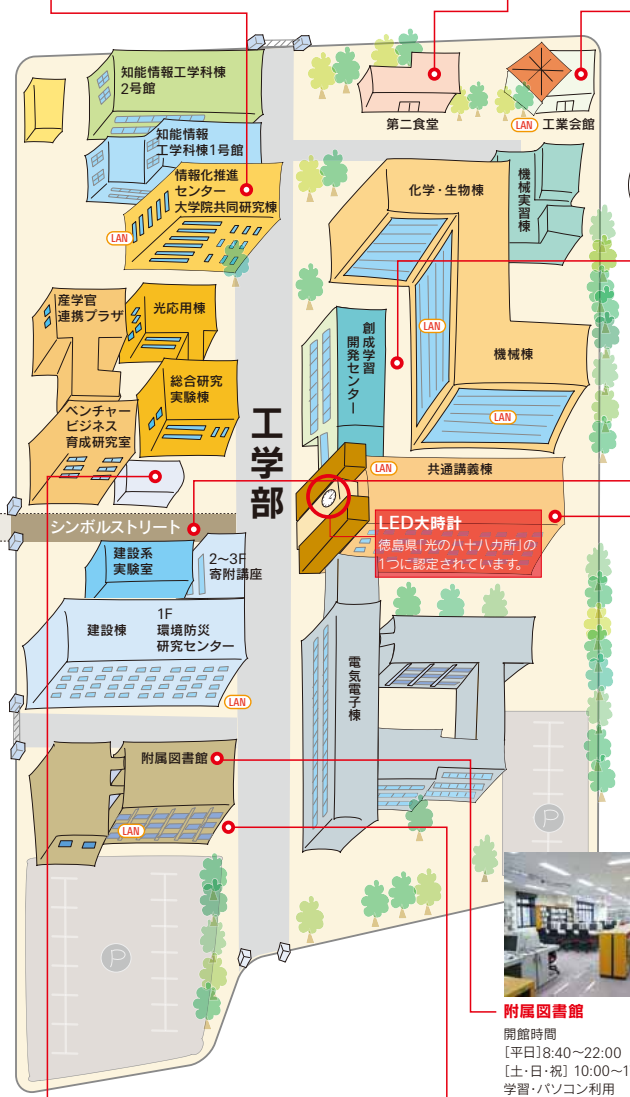 知能情報工学科棟
2号館
第二食堂
LAN
工業会館
知能情報
工学科棟1号館
情報化推進
センター
大学院共同研究棟
LAN
化学・生物棟
機械実習棟
産学官
連携プラザ
光応用棟
創成学習
開発センター
LAN
機械棟
総合研究
実験棟
LAN
ベンチャー
ビジネス
育成研究室
工学部
LAN
共通講義棟
シンボルストリート
LED大時計
徳島県「光の八十八カ所」の
1つに認定されています。
建設系
実験室
2〜3F
寄附講座
建設棟
1F
環境防災
研究センター
LAN
電気電子棟
附属図書館
LAN
P
P
附属図書館
開館時間
[平日]8:40〜22:00
[土・日・祝] 10:00〜1
学習・パソコン利用